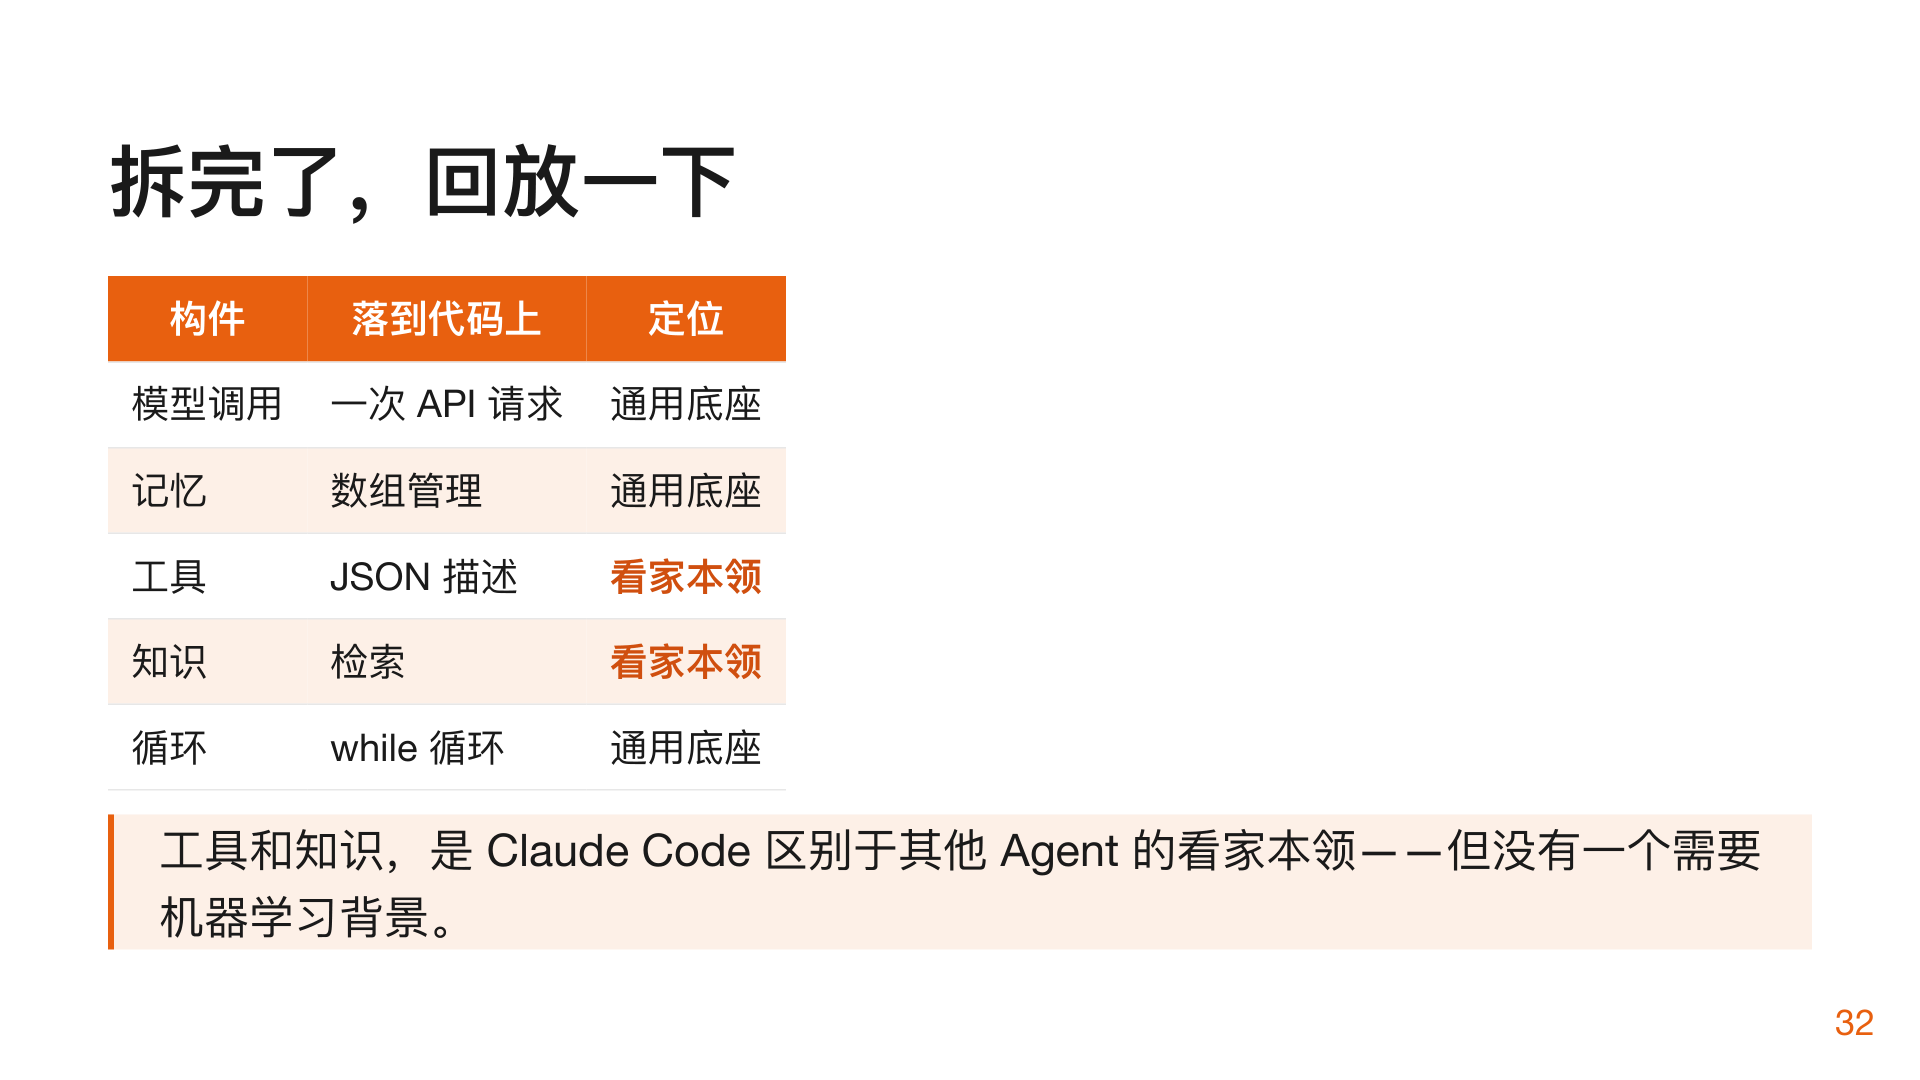 拆完了，回放一下
构件 落到代码上 定位
模型调用 一次 API 请求 通用底座
记忆 数组管理 通用底座
工具 JSON 描述 看家本领
知识 检索 看家本领
循环 while 循环 通用底座
工具和知识，是 Claude Code 区别于其他 Agent 的看家本领——但没有一个需要
机器学习背景。
32